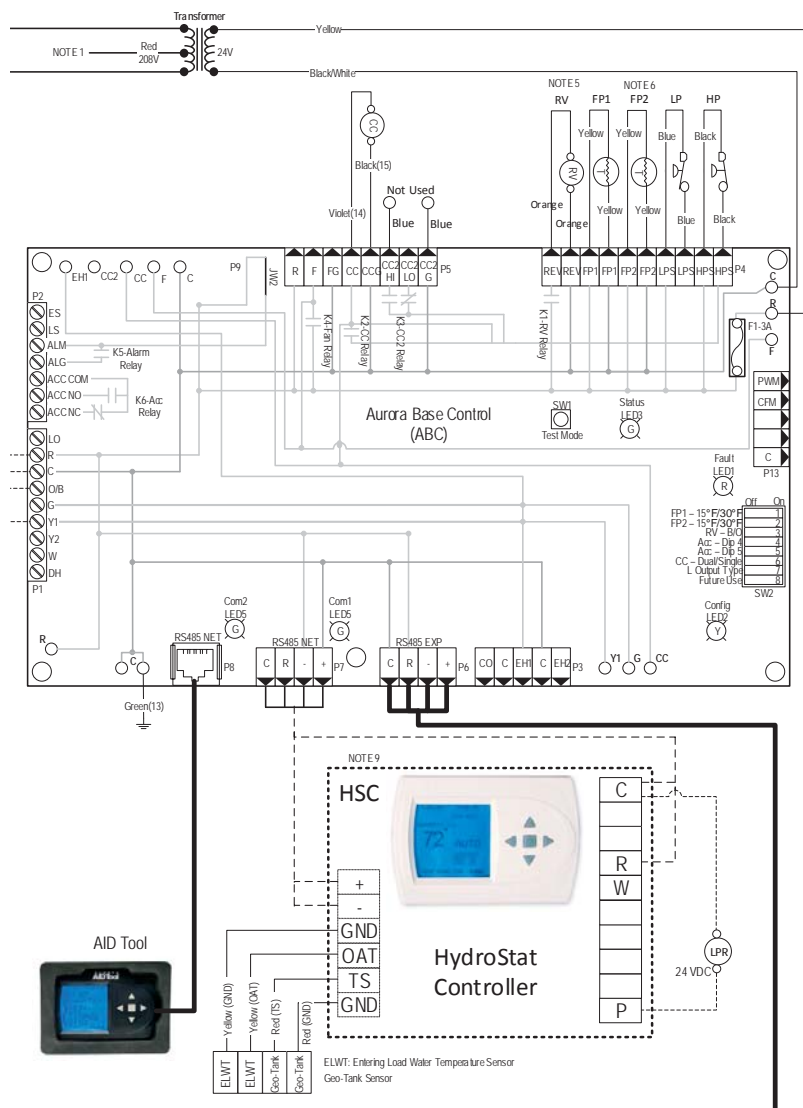 Transformer
Yellow
NOTE 1
Red
208V
24V
Black/White
NOTE 5
NOTE 6
RV
FP1
FP2
LP
HP
CC
Yellow
Yellow
Blue
Black
Black(15)
RV
T
T
Not Used
Orange
Orange
Yellow
Yellow
Blue
Black
Violet(14)
Blue
Blue
EH1
CC2
CC
F
C
P9
JW2
R
F
FG
CC
CCG
CC2 HI
CC2 LO
CC2 G
P5
REV
REV
FP1
FP1
FP2
FP2
LPS
LPS
HPS
HPS
P4
C
R
F1-3A
F
P2
ES
LS
ALM
ALG
ACC COM
ACC NO
ACC NC
K5-Alarm
Relay
K6-Acc
Relay
K4-Fan Relay
K2-CC Relay
K3-CC2 Relay
K1-RV Relay
Aurora Base Control
(ABC)
SW1
Test Mode
Status
LED3
G
PWM
CFM
C
P13
Fault
LED1
R
LO
R
C
O/B
G
Y1
Y2
W
DH
P1
Off
On
FP1 – 15°F/30°F 1
FP2 – 15°F/30°F 2
RV – B/O 3
Acc – Dip 4 4
Acc – Dip 5 5
CC – Dual/Single 6
L Output Type 7
Future Use 8
SW2
Config
LED2
Y
R
C
Com2
LED5
G
Com1
LED5
G
RS485 NET
P8
RS485 NET
C
R
-
+
P7
RS485 EXP
C
R
-
+
P6
CO
C
EH1
C
EH2
P3
Y1
G
CC
Green(13)
NOTE 9
HSC
72
AUTO
C
R
W
P
+
-
GND
OAT
TS
GND
HydroStat
Controller
LPR
24 VDC
AID Tool
Yellow (GND)
Yellow (OAT)
Red (TS)
Red (GND)
ELWT
ELWT
Geo-Tank
Geo-Tank
ELWT: Entering Load Water Temperature Sensor
Geo-Tank Sensor